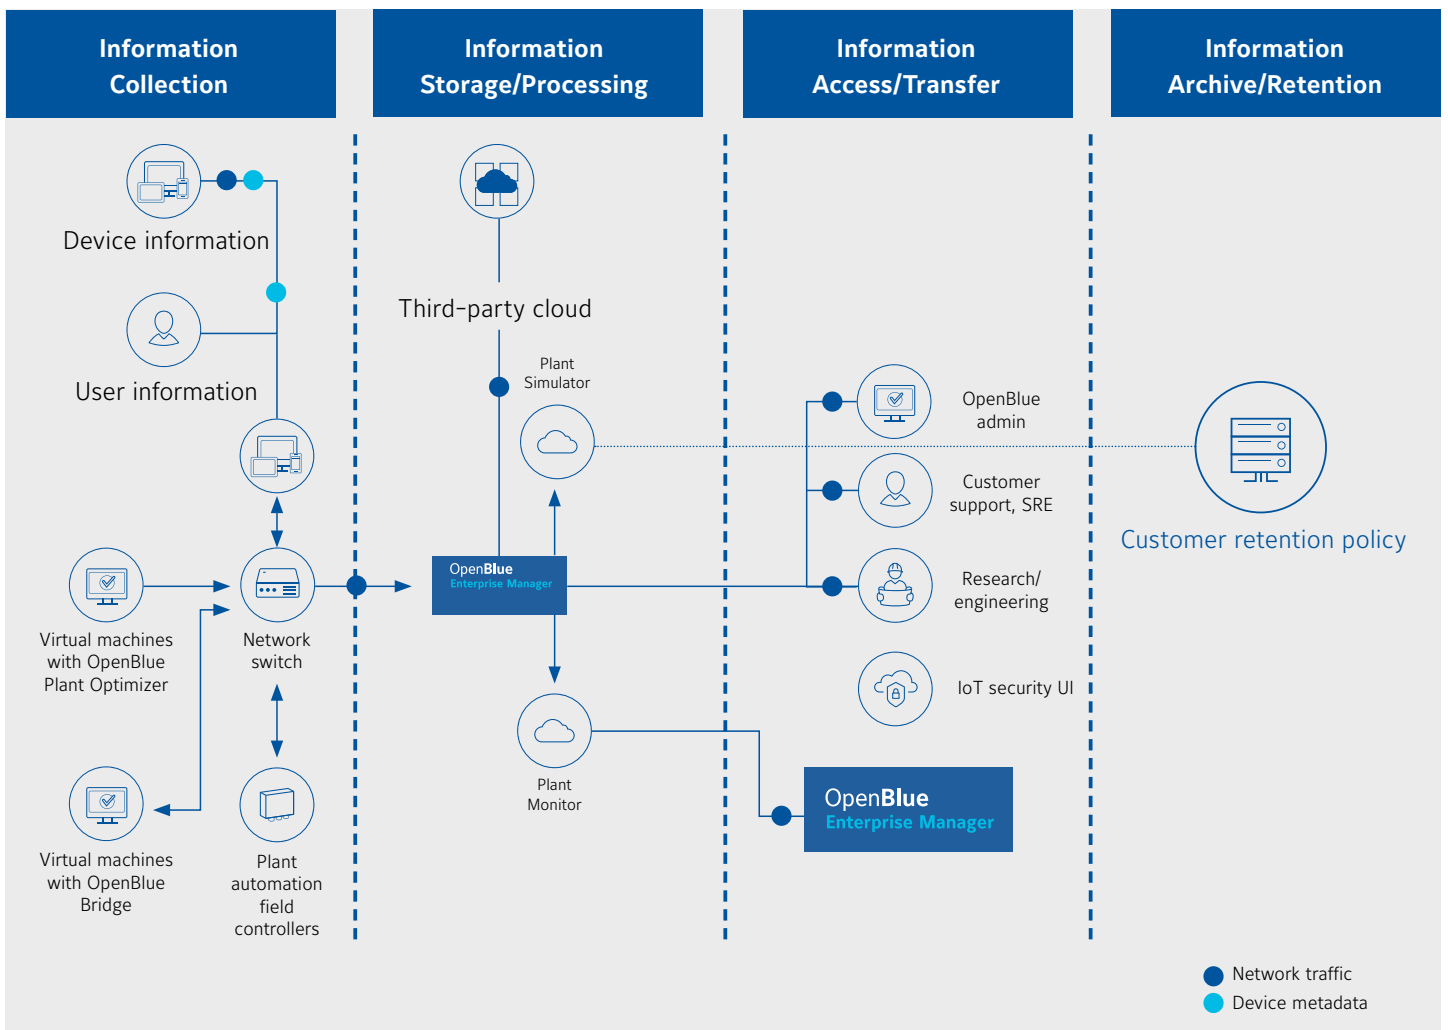 Information
Collection
Information
Storage/Processing
Information
Access/Transfer
Information
Archive/Retention
Device information
User information
Virtual machines
with OpenBlue
Plant Optimizer
Network
switch
Virtual machines
with OpenBlue
Bridge
Plant
automation
field
controllers
Third-party cloud
Plant
Simulator
OpenBlue
Enterprise Manager
Plant
Monitor
OpenBlue
admin
Customer
support, SRE
Research/
engineering
IoT security UI
OpenBlue
Enterprise Manager
Customer retention policy
Network traffic
Device metadata